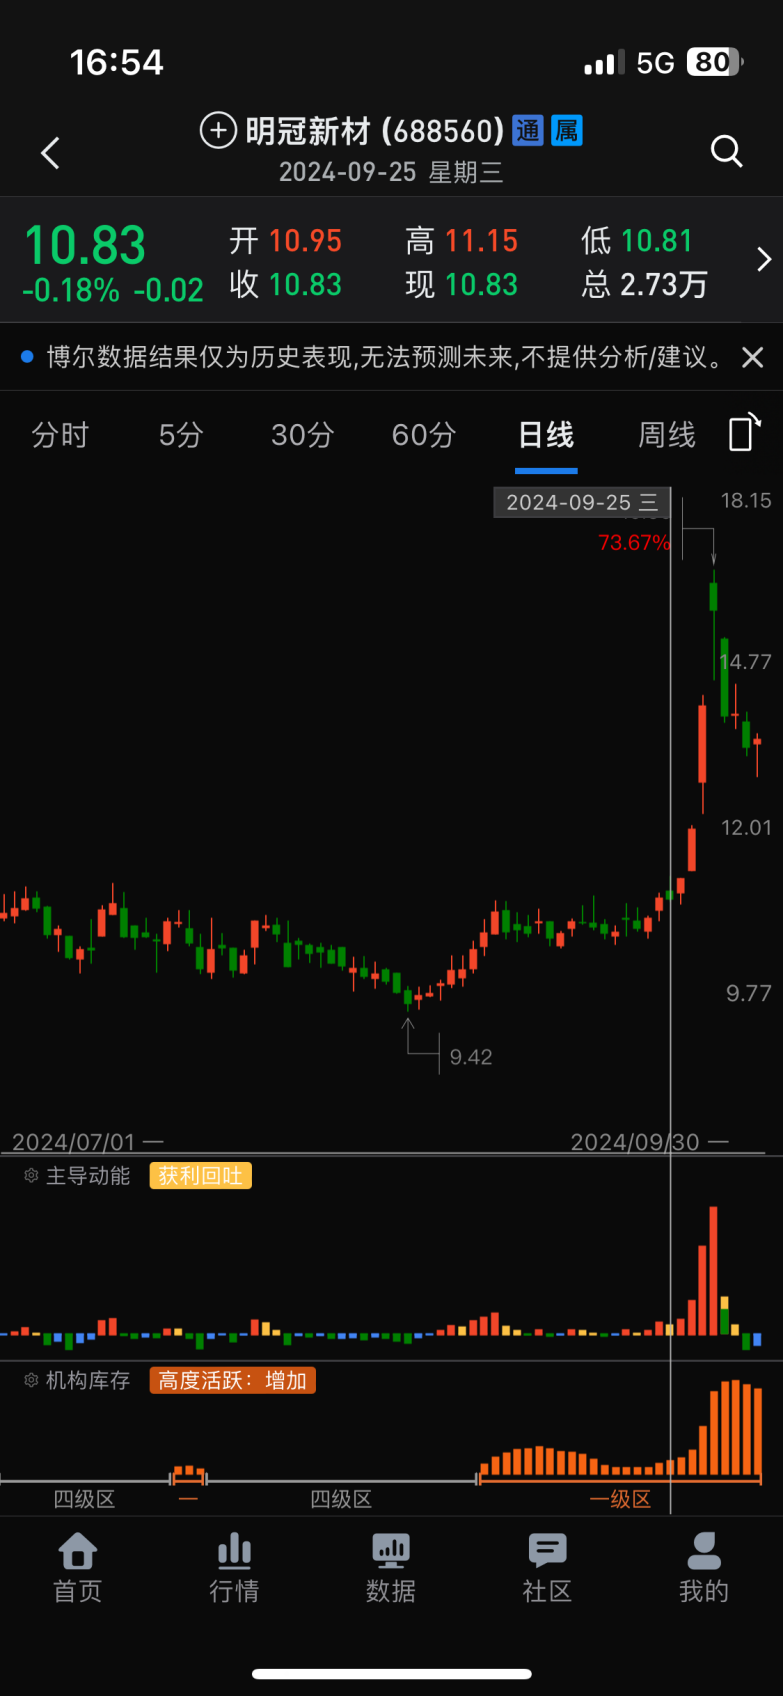 16:54 5G 80
明冠新材 (688560) 通 属
2024-09-25 星期三
10.83 开 10.95 高 11.15 低 10.81
-0.18% -0.02 收 10.83 现 10.83 总 2.73万
博尔数据结果仅为历史表现,无法预测未来,不提供分析/建议。
分时 5分 30分 60分 日线 周线
2024-09-25 三 18.15
73.67%
14.77
12.01
9.77
9.42
2024/07/01 一 2024/09/30 一
主导动能 获利回吐
机构库存 高度活跃：增加
四级区 一 四级区 一级区
首页 行情 数据 社区 我的